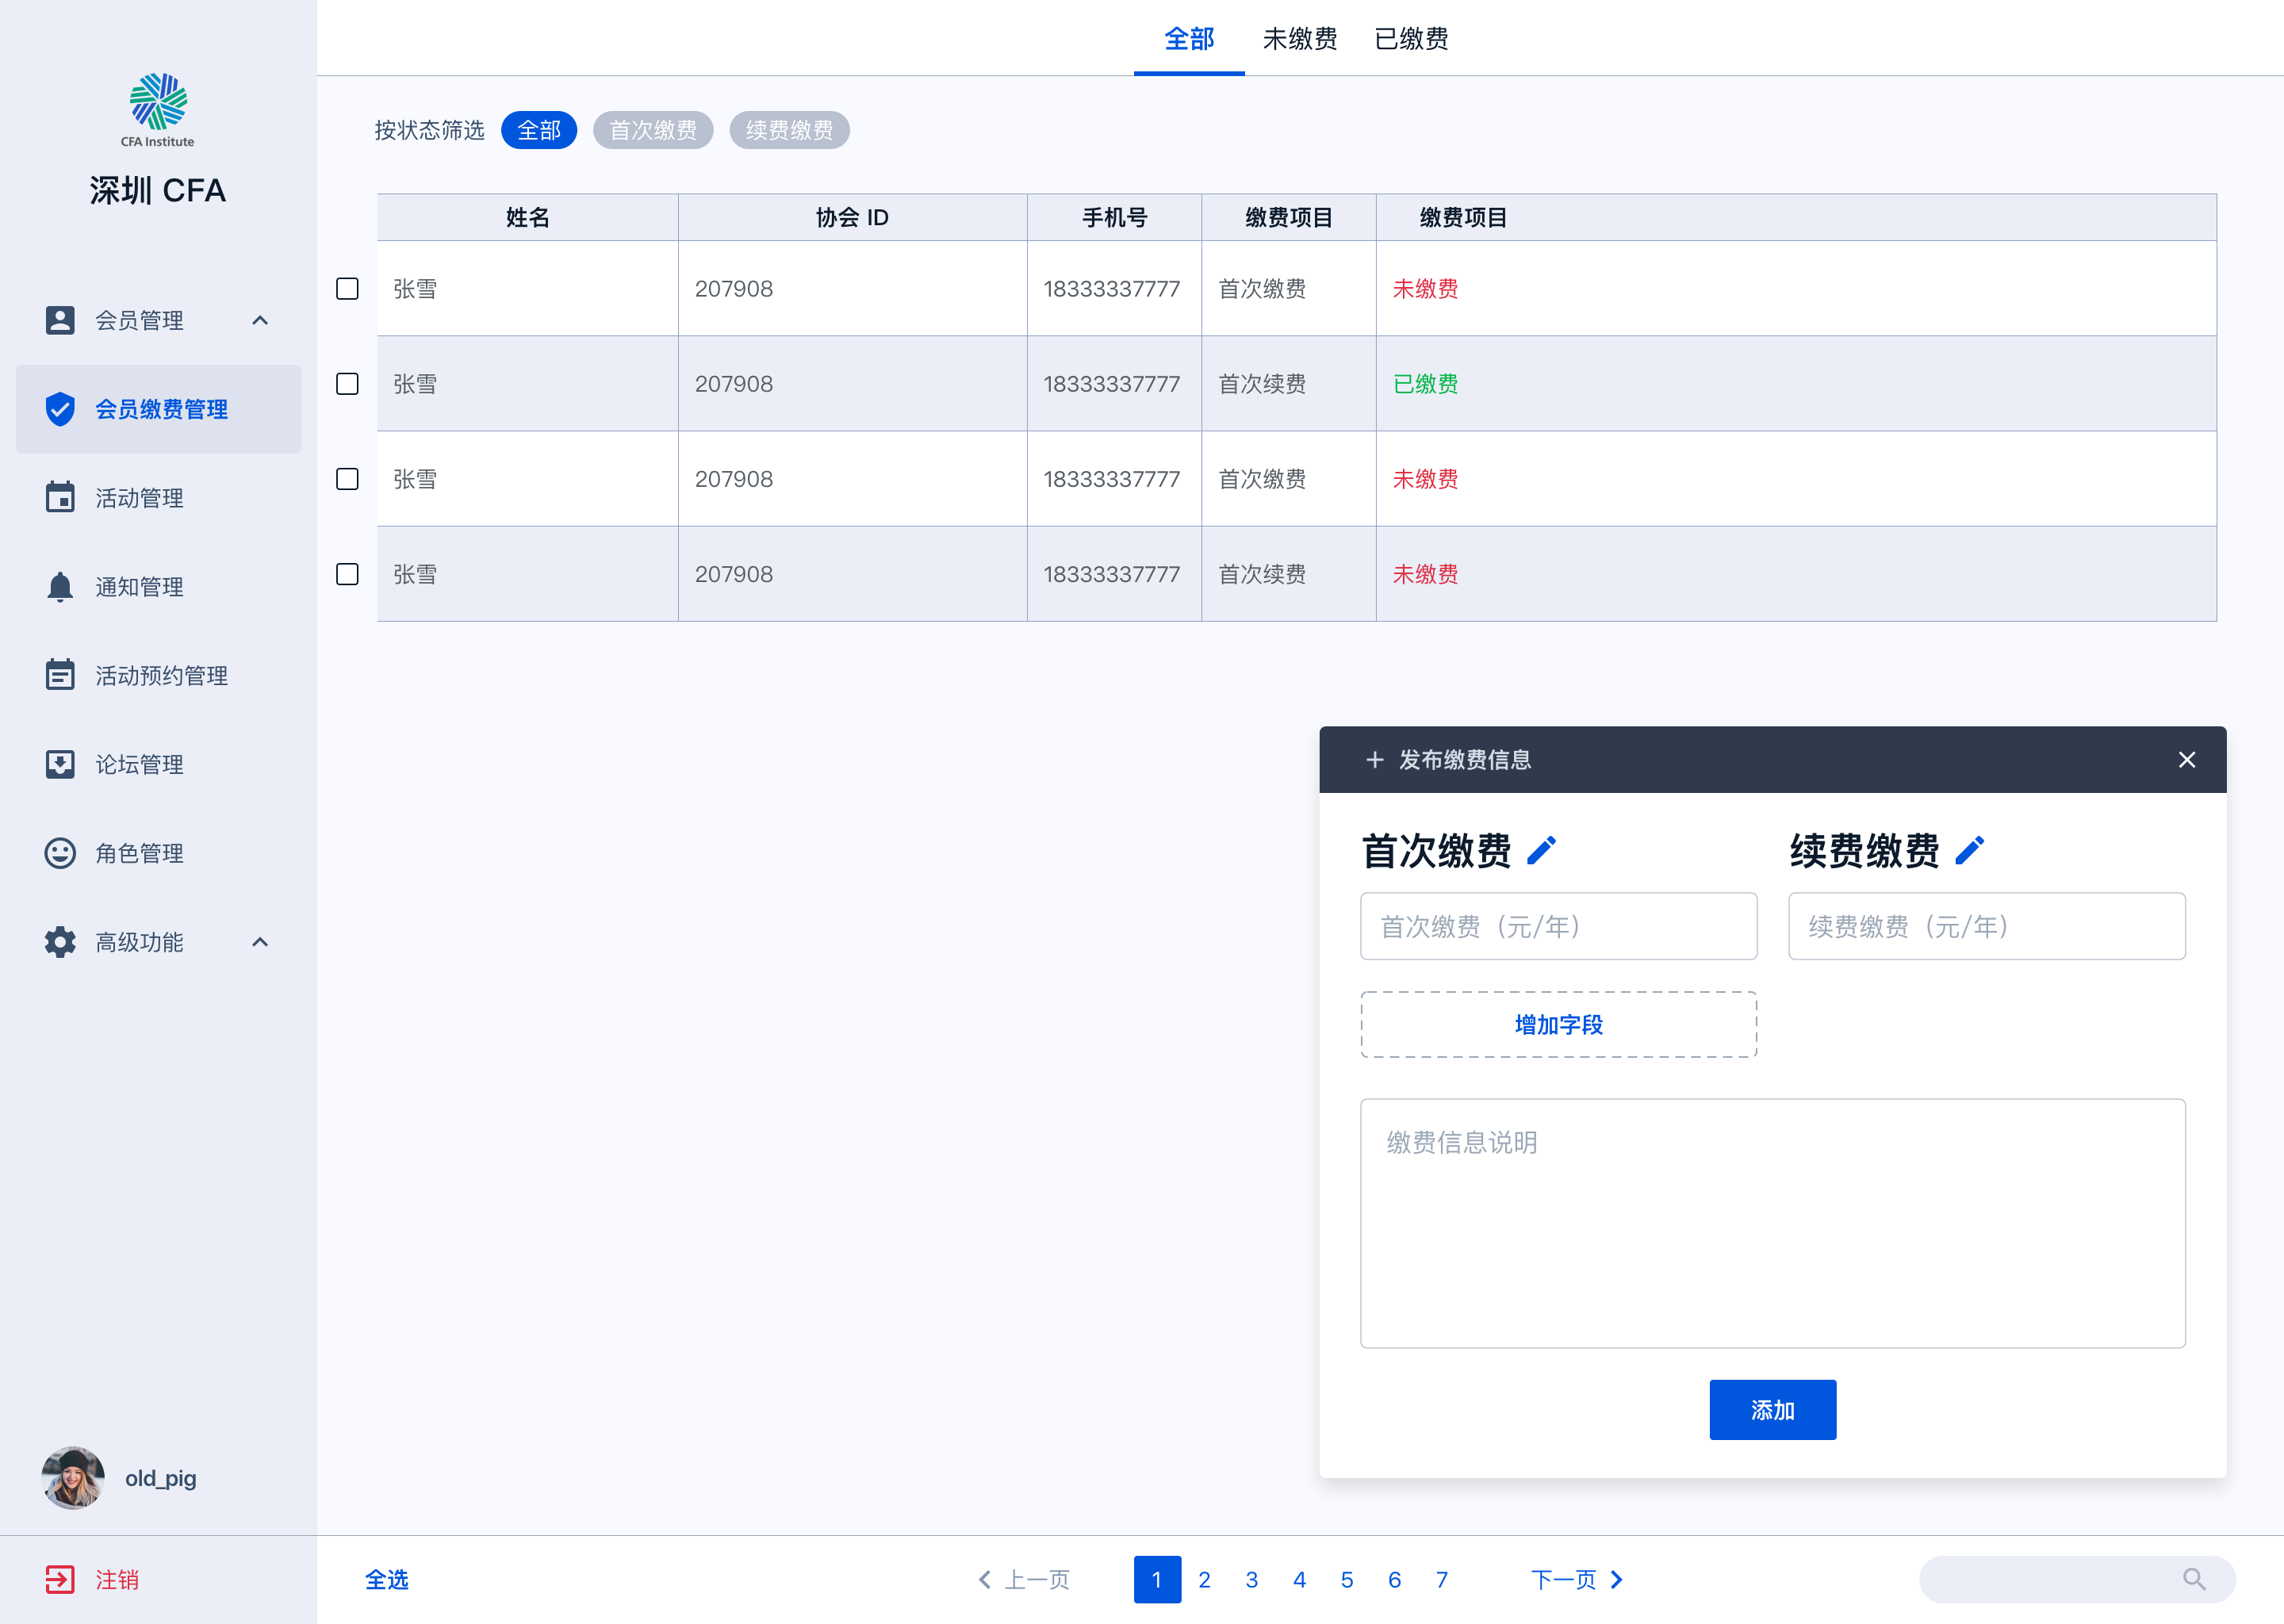 CFA Institute
深圳 CFA
会员管理
会员缴费管理
活动管理
通知管理
活动预约管理
论坛管理
角色管理
高级功能
old_pig
注销
全部 未缴费 已缴费
按状态筛选 全部 首次缴费 续费缴费
姓名 协会 ID 手机号 缴费项目 缴费项目
张雪 207908 18333337777 首次缴费 未缴费
张雪 207908 18333337777 首次续费 已缴费
张雪 207908 18333337777 首次缴费 未缴费
张雪 207908 18333337777 首次续费 未缴费
发布缴费信息
首次缴费 续费缴费
首次缴费（元/年） 续费缴费（元/年）
增加字段
缴费信息说明
添加
全选 上一页 1 2 3 4 5 6 7 下一页